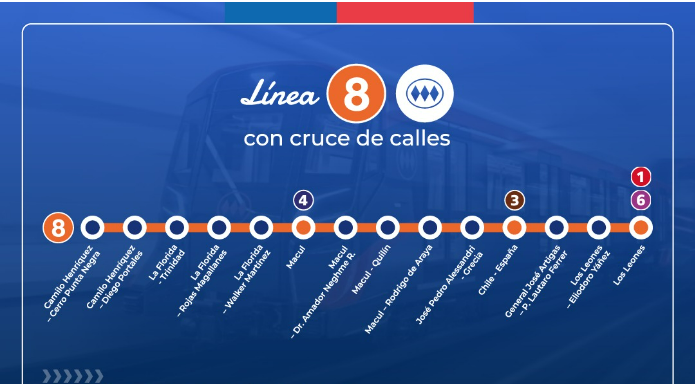 Línea 8
con cruce de calles
1
4
3
6
8
Camilo Henríquez
– Cerro Punta Negra
Camilo Henríquez
– Diego Portales
La Florida
- Trinidad
La Florida
– Rojas Magallanes
La Florida
– Walker Martínez
Macul
Macul
– Dr. Amador Neghme R.
Macul - Quilín
Macul – Rodrigo de Araya
José Pedro Alessandri
- Grecia
Chile - España
General José Artigas
– P. Lautaro Ferrer
Los Leones
– Eliodoro Yáñez
Los Leones